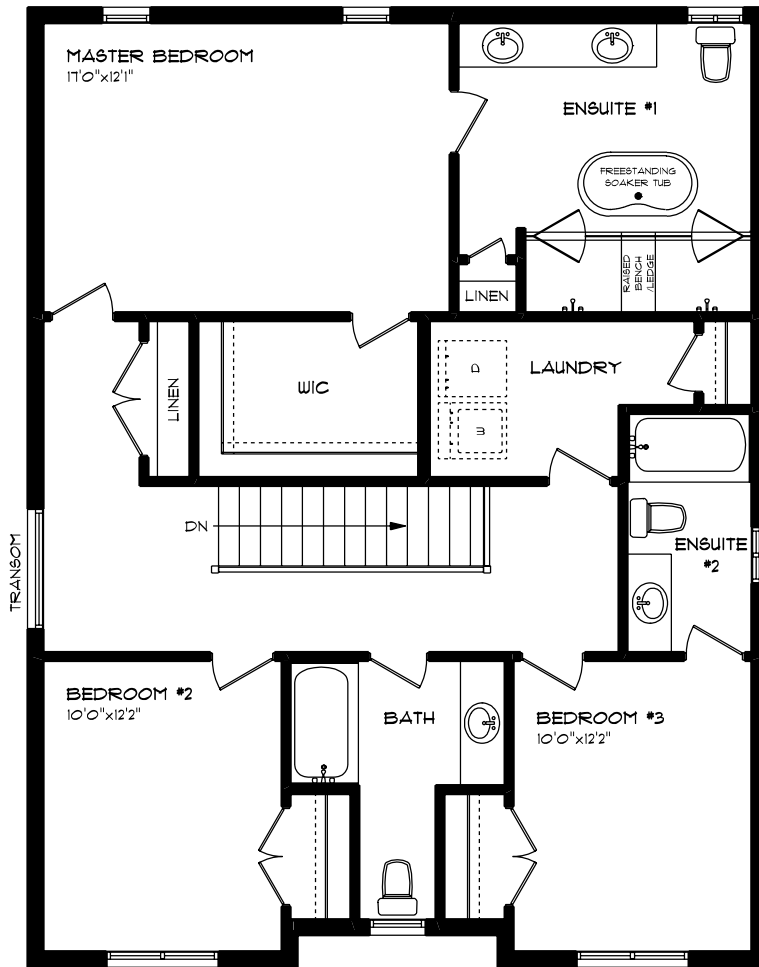 MASTER BEDROOM
17'0"x12'1"
ENSUITE #1
FREESTANDING
SOAKER TUB
RAISED
BENCH
/LEDGE
LINEN
LINEN
WIC
D
W
LAUNDRY
DN
TRANSOM
ENSUITE
#2
BEDROOM #2
10'0"x12'2"
BATH
BEDROOM #3
10'0"x12'2"